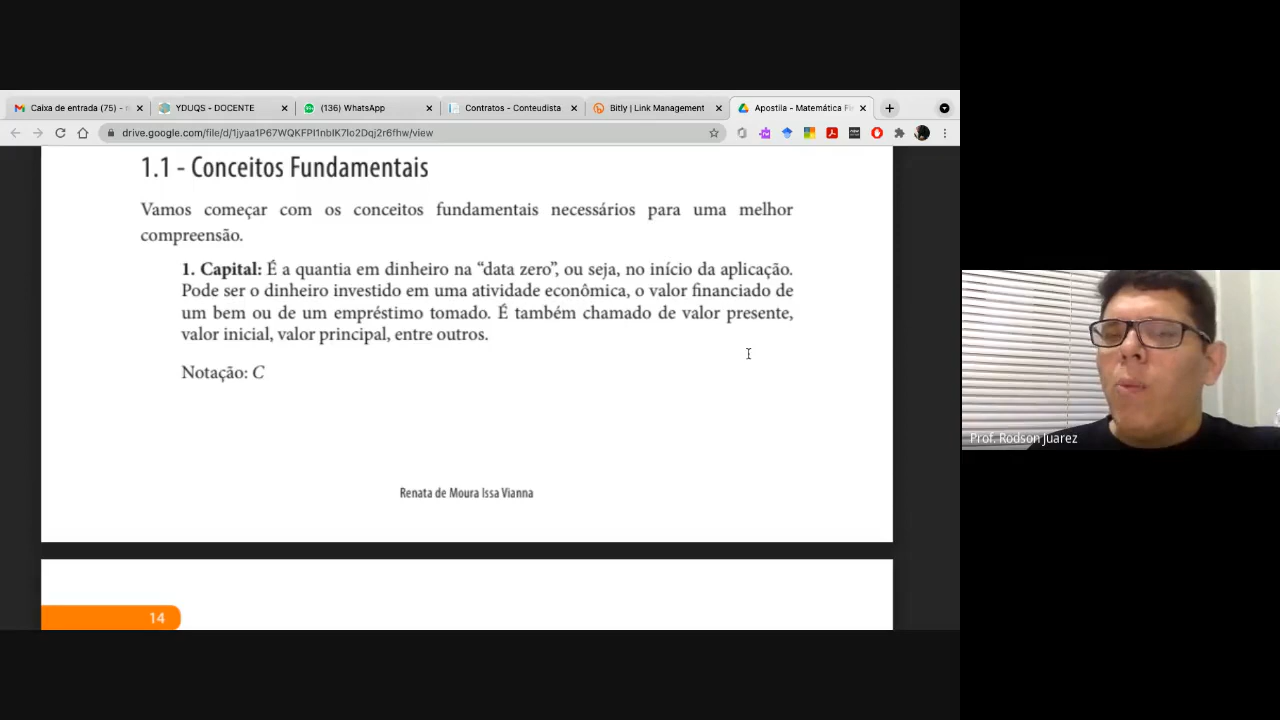 Caixa de entrada (75) - 
YDUQS - DOCENTE
(136) WhatsApp
Contratos - Conteudista
Bitly | Link Management
Apostila - Matemática Fi
drive.google.com/file/d/1jyaa1P67WQKFPI1nbIK7Io2Dqj2r6fhw/view
1.1 - Conceitos Fundamentais
Vamos começar com os conceitos fundamentais necessários para uma melhor
compreensão.
1. Capital: É a quantia em dinheiro na “data zero”, ou seja, no início da aplicação.
Pode ser o dinheiro investido em uma atividade econômica, o valor financiado de
um bem ou de um empréstimo tomado. É também chamado de valor presente,
valor inicial, valor principal, entre outros.
Notação: C
Renata de Moura Issa Vianna
14
Prof. Rodson Juarez